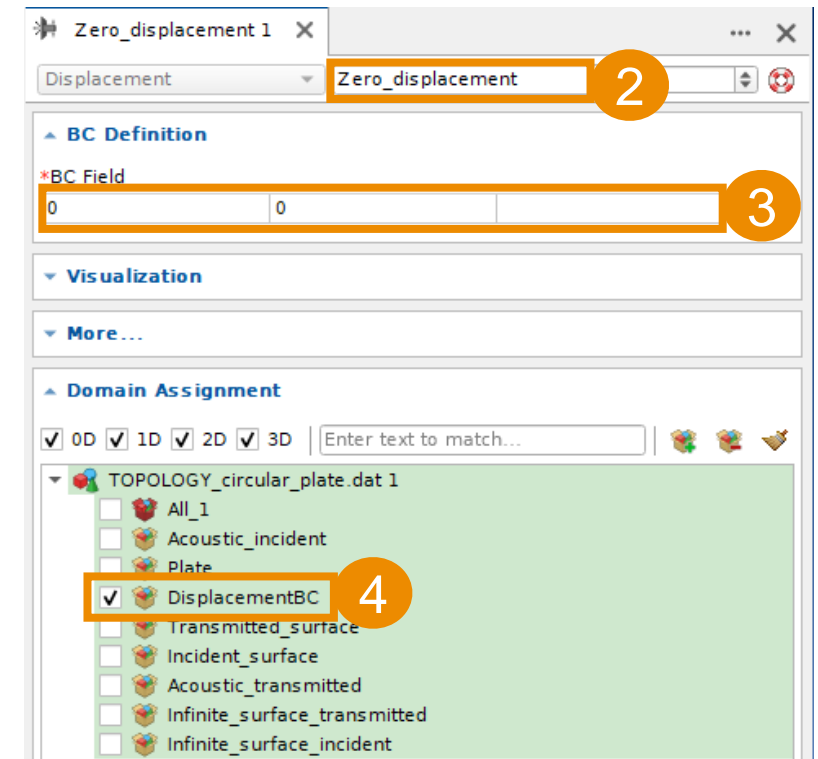 Zero_displacement 1
Displacement Zero_displacement 2
BC Definition
*BC Field
0 0 3
Visualization
More...
Domain Assignment
0D 1D 2D 3D Enter text to match...
TOPOLOGY_circular_plate.dat 1
All_1
Acoustic_incident
Plate
DisplacementBC 4
Transmitted_surface
Incident_surface
Acoustic_transmitted
Infinite_surface_transmitted
Infinite_surface_incident